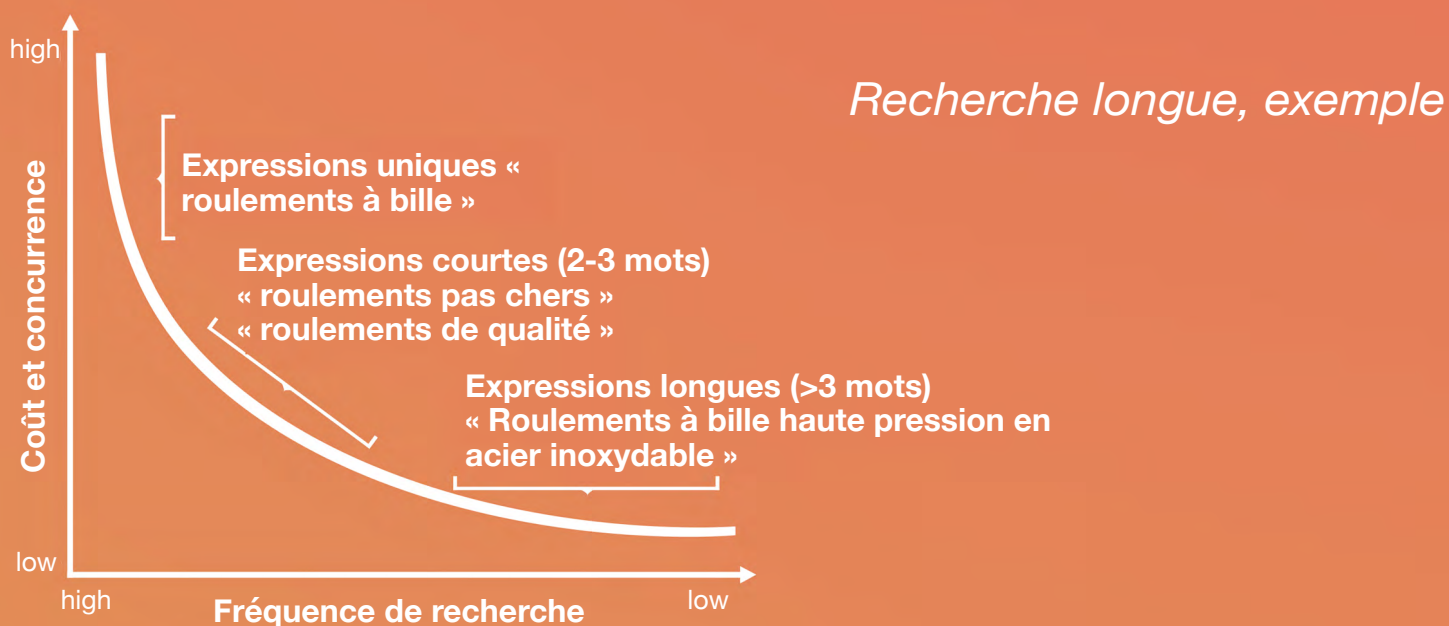 high
Recherche longue, exemple
Coût et concurrence
Expressions uniques «
roulements à bille »
Expressions courtes (2-3 mots)
« roulements pas chers »
« roulements de qualité »
Expressions longues (>3 mots)
« Roulements à bille haute pression en
acier inoxydable »
low
high
Fréquence de recherche
low